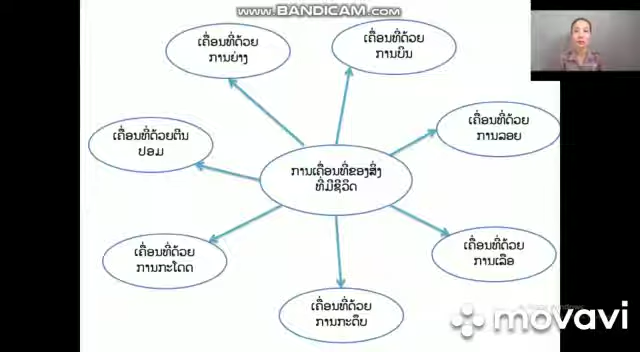 www.BANDICAM.com
ເຄື່ອນທີ່ດ້ວຍ
ການຍ່າງ
ເຄື່ອນທີ່ດ້ວຍ
ການບິນ
ເຄື່ອນທີ່ດ້ວຍ
ການລອຍ
ເຄື່ອນທີ່ດ້ວຍຕີນ
ປອມ
ການເຄື່ອນທີ່ຂອງສິ່ງ
ທີ່ມີຊີວິດ
ເຄື່ອນທີ່ດ້ວຍ
ການກະໂດດ
ເຄື່ອນທີ່ດ້ວຍ
ການເລືອ
ເຄື່ອນທີ່ດ້ວຍ
ການກະດຶບ
movavi